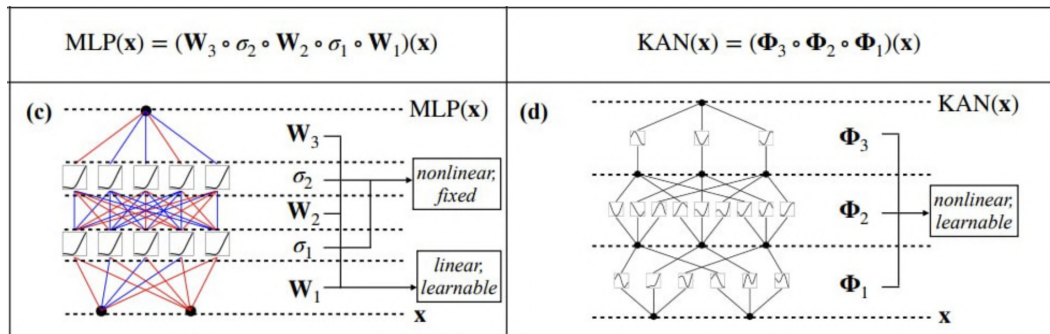 MLP(x) = (W₃ ∘ σ₂ ∘ W₂ ∘ σ₁ ∘ W₁)(x)
KAN(x) = (Φ₃ ∘ Φ₂ ∘ Φ₁)(x)
(c)
MLP(x)
W₃
σ₂
nonlinear,
fixed
W₂
σ₁
linear,
learnable
W₁
x
(d)
KAN(x)
Φ₃
Φ₂
nonlinear,
learnable
Φ₁
x